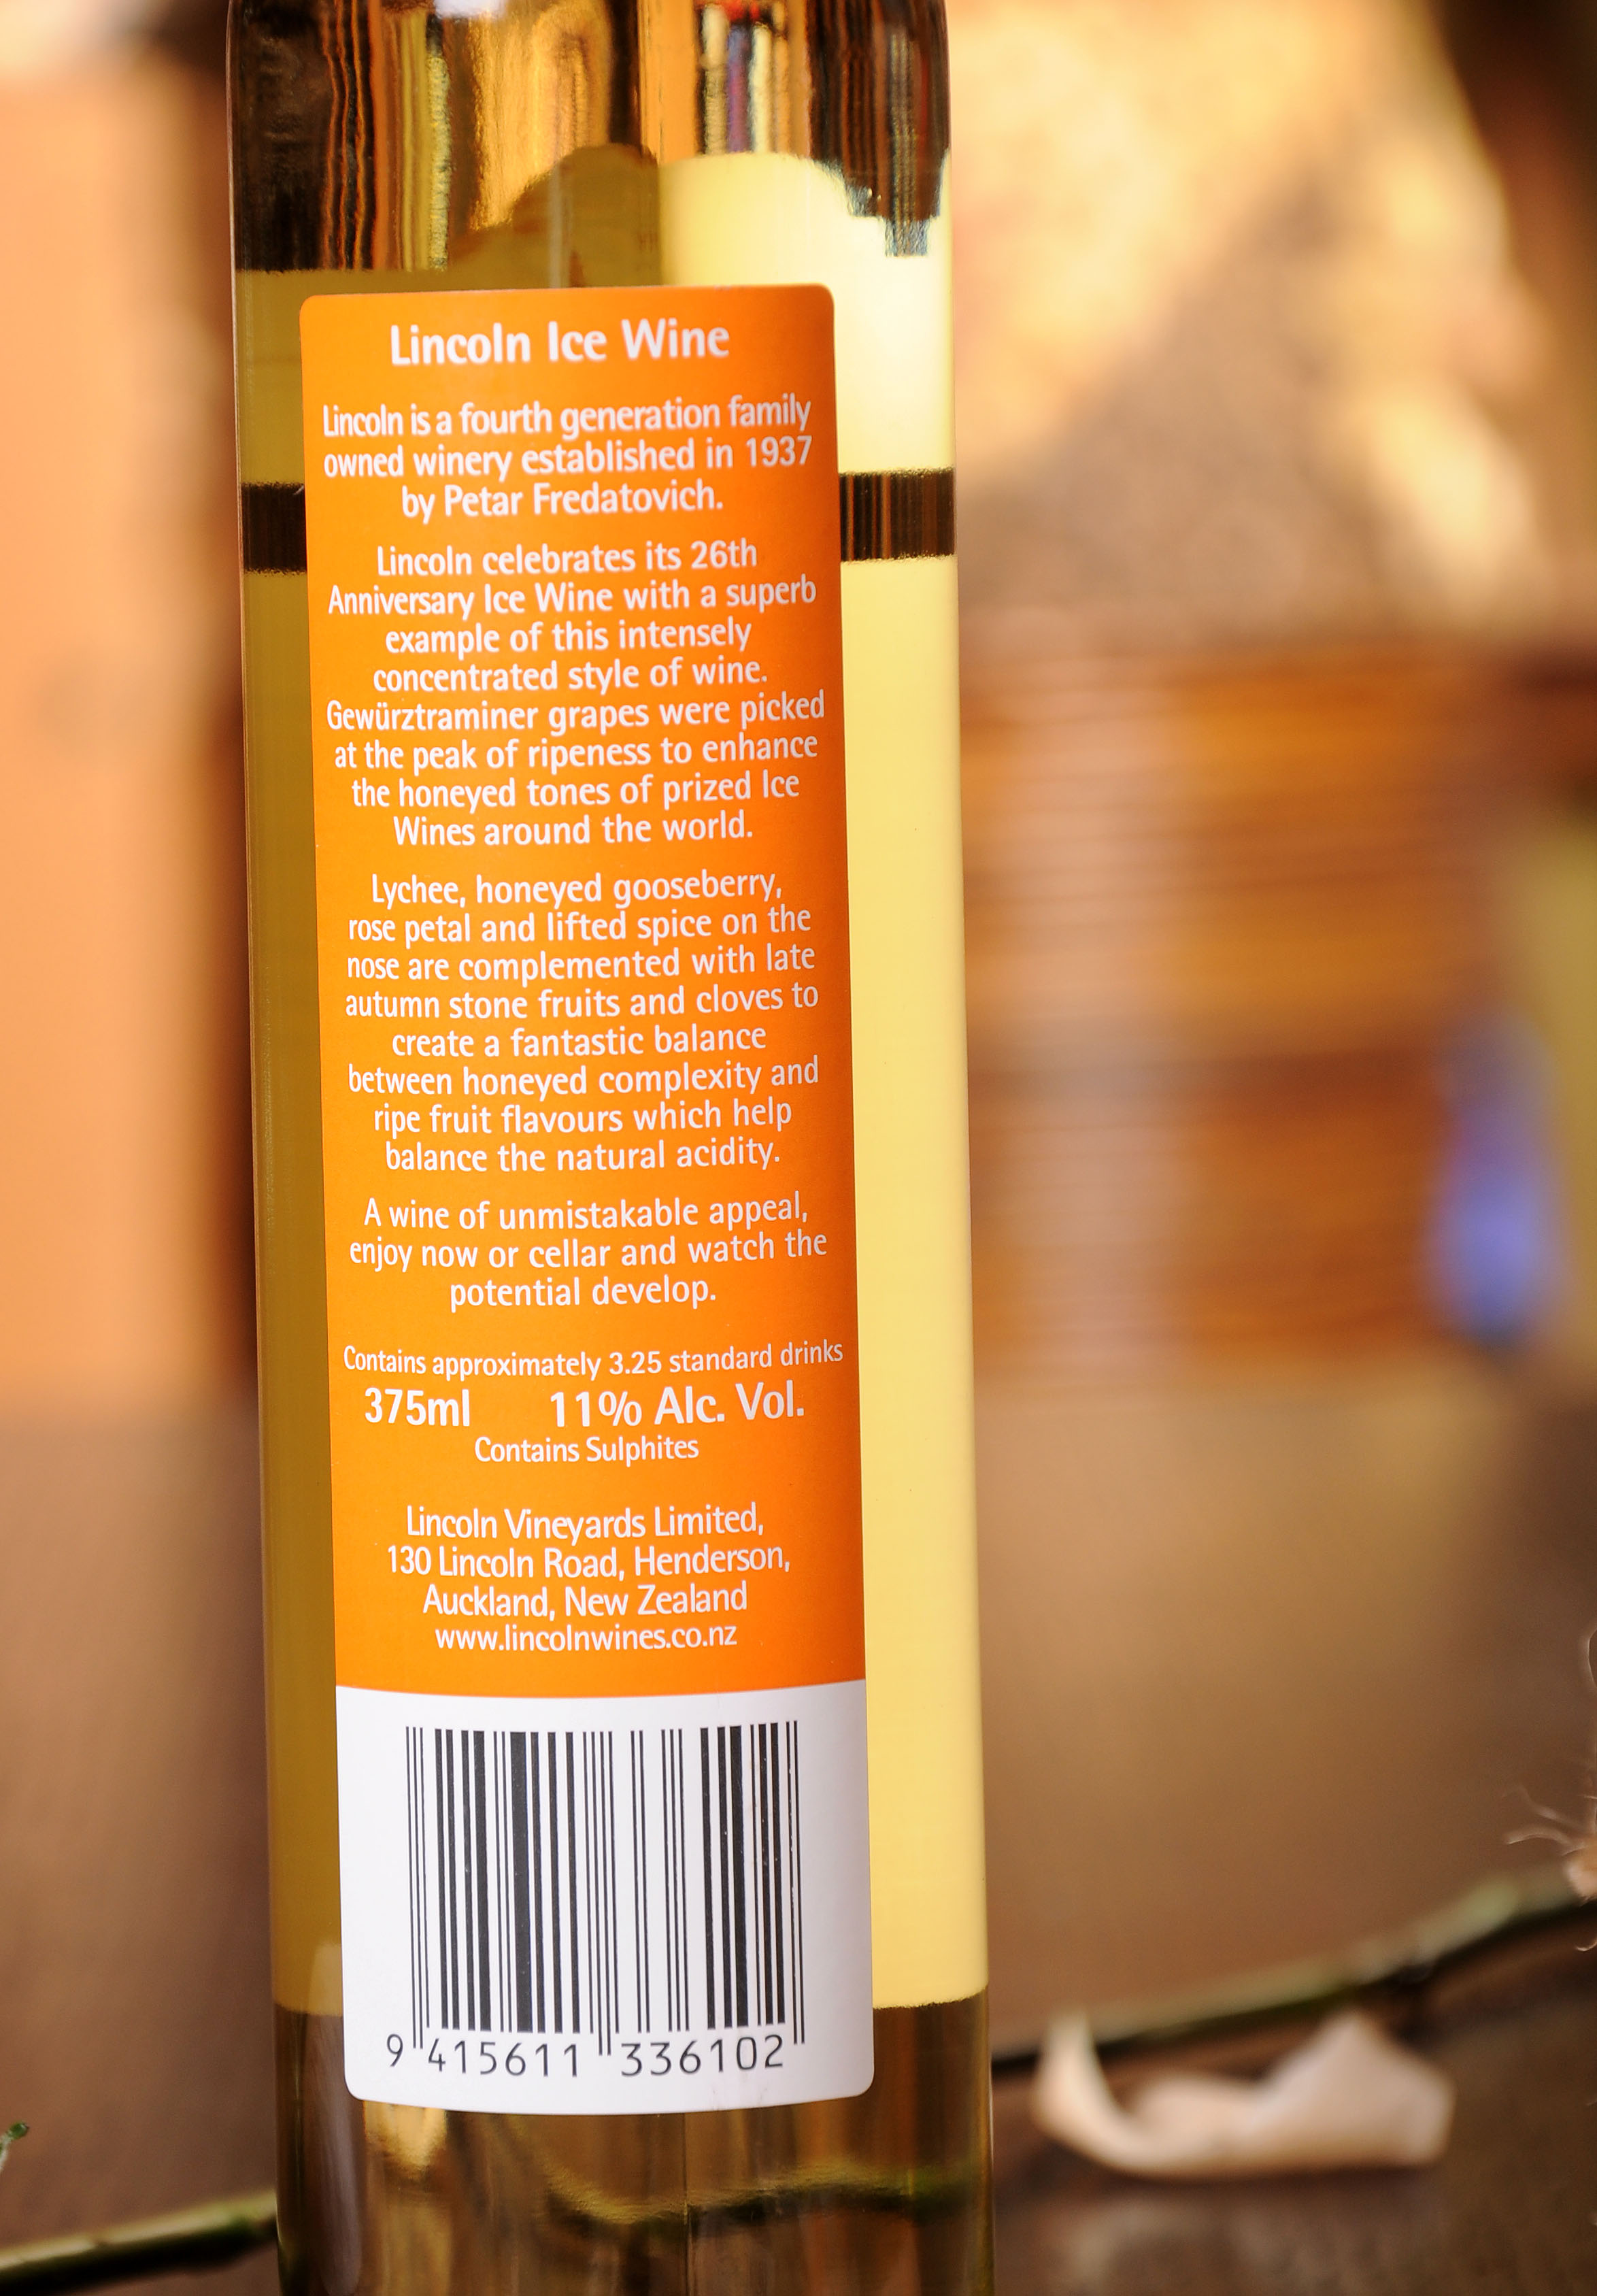 Lincoln Ice Wine
Lincoln is a fourth generation family
owned winery established in 1937
by Petar Fredatovich.
Lincoln celebrates its 26th
Anniversary Ice Wine with a superb
example of this intensely
concentrated style of wine.
Gewürztraminer grapes were picked
at the peak of ripeness to enhance
the honeyed tones of prized Ice
Wines around the world.
Lychee, honeyed gooseberry,
rose petal and lifted spice on the
nose are complemented with late
autumn stone fruits and cloves to
create a fantastic balance
between honeyed complexity and
ripe fruit flavours which help
balance the natural acidity.
A wine of unmistakable appeal,
enjoy now or cellar and watch the
potential develop.
Contains approximately 3.25 standard drinks
375ml 11% Alc. Vol.
Contains Sulphites
Lincoln Vineyards Limited,
130 Lincoln Road, Henderson,
Auckland, New Zealand
www.lincolnwines.co.nz
9 415611 336102